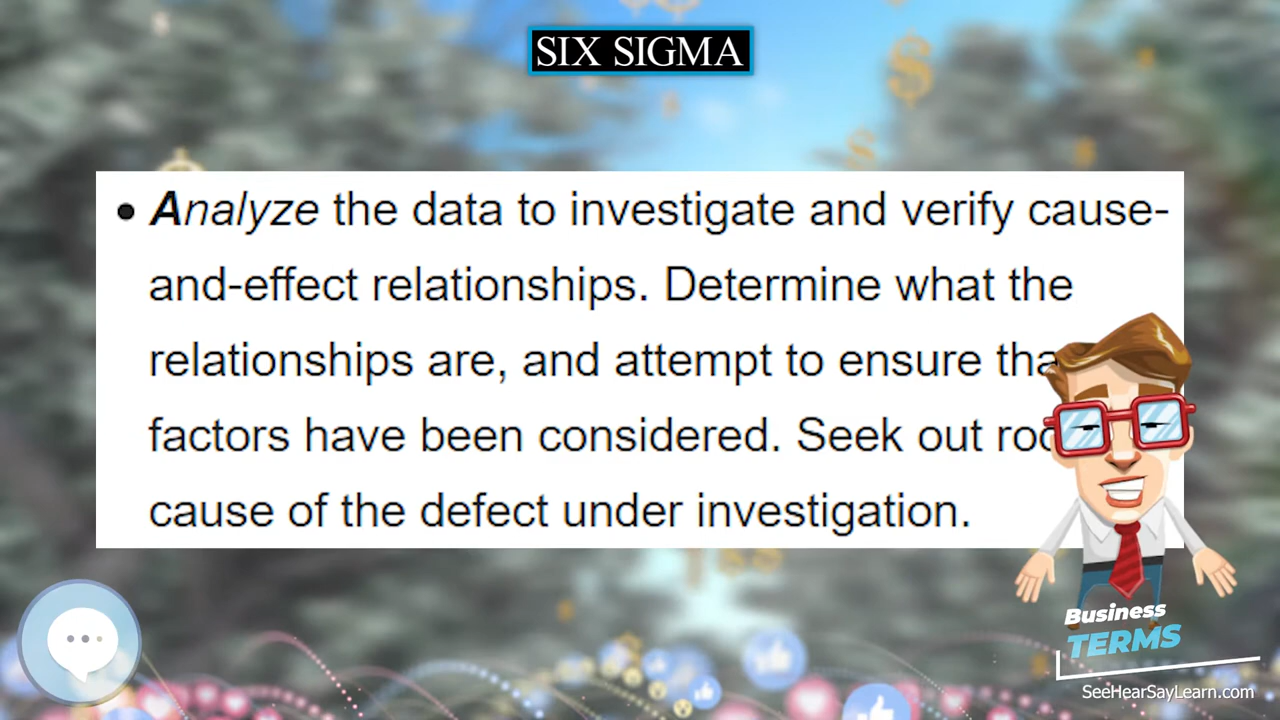 SIX SIGMA
• Analyze the data to investigate and verify cause-
and-effect relationships. Determine what the
relationships are, and attempt to ensure
factors have been considered. Seek out
cause of the defect under investigation.
Business
TERMS
SeeHearSayLearn.com